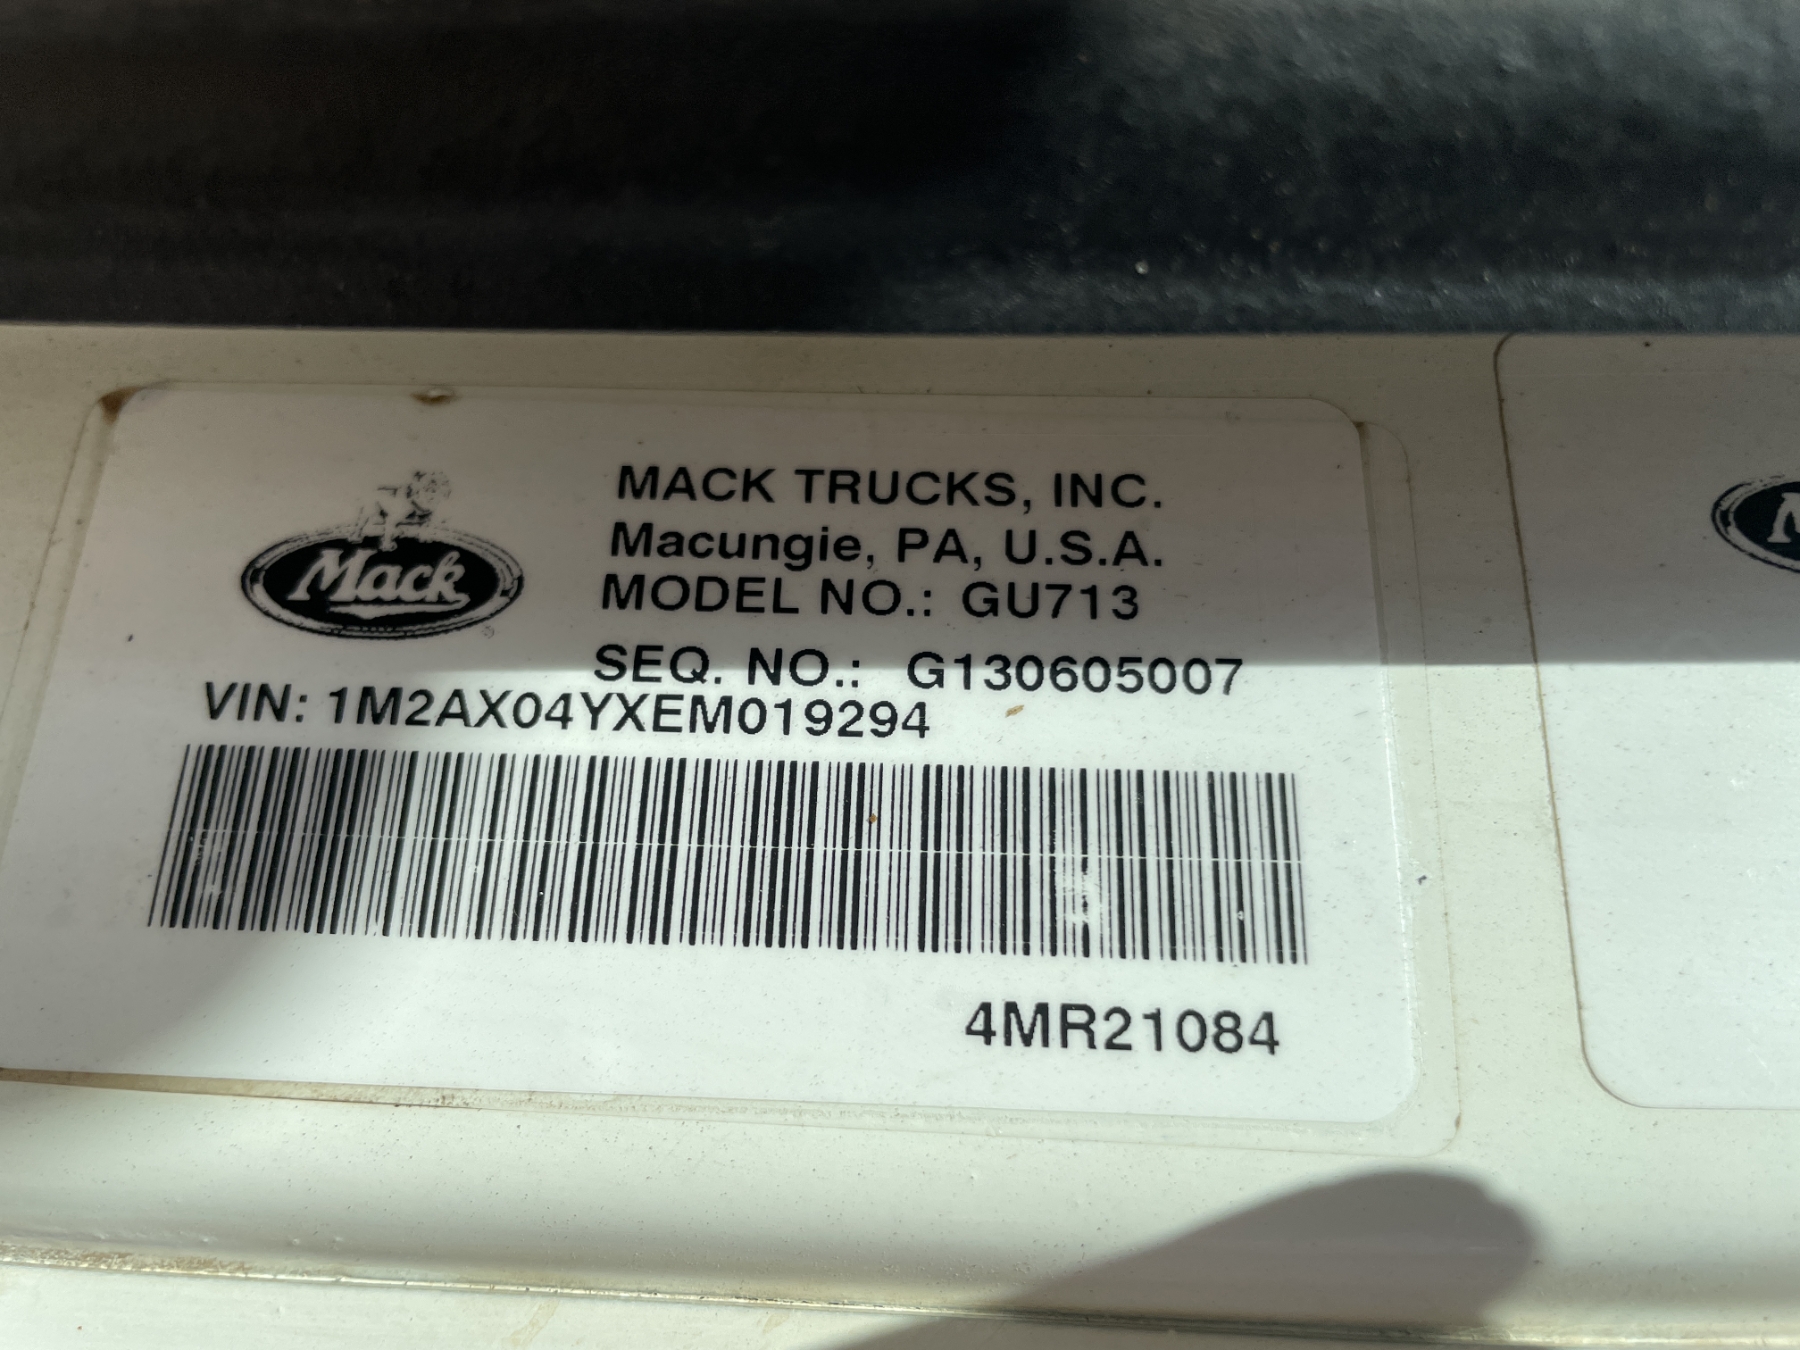 Mack
MACK TRUCKS, INC.
Macungie, PA, U.S.A.
MODEL NO.: GU713
SEQ. NO.: G130605007
VIN: 1M2AX04YXEM019294
4MR21084